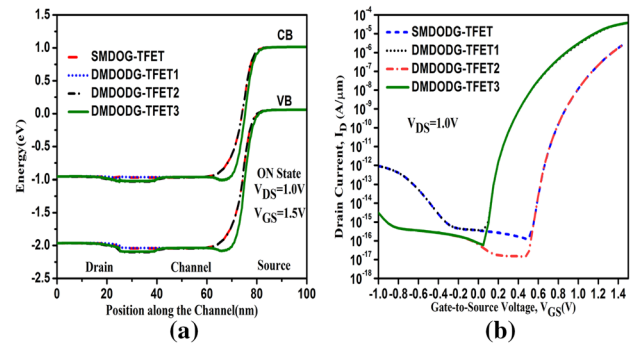 1.5
1.0
0.5
0.0
-0.5
-1.0
-1.5
-2.0
-2.5
Energy(eV)
SMDOG-TFET
DMDODG-TFET1
DMDODG-TFET2
DMDODG-TFET3
CB
VB
ON State
V_DS=1.0V
V_GS=1.5V
Drain Channel Source
0 20 40 60 80 100
Position along the Channel(nm)
(a)
10^-4
10^-5
10^-6
10^-7
10^-8
10^-9
10^-10
10^-11
10^-12
10^-13
10^-14
10^-15
10^-16
10^-17
10^-18
Drain Current, I_D (A/μm)
SMDODG-TFET
DMDODG-TFET1
DMDODG-TFET2
DMDODG-TFET3
V_DS=1.0V
-1.0 -0.8 -0.6 -0.4 -0.2 0.0 0.2 0.4 0.6 0.8 1.0 1.2 1.4
Gate-to-Source Voltage, V_GS(V)
(b)